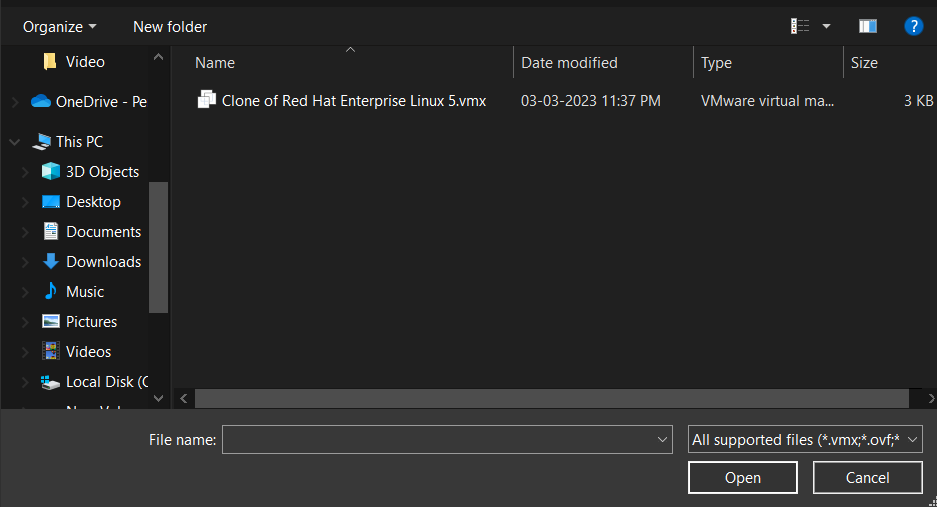 Organize New folder
Name Date modified Type Size
Clone of Red Hat Enterprise Linux 5.vmx 03-03-2023 11:37 PM VMware virtual ma... 3 KB
Video
OneDrive - Pe
This PC
3D Objects
Desktop
Documents
Downloads
Music
Pictures
Videos
Local Disk (C
File name:
All supported files (*.vmx;*.ovf;*
Open Cancel